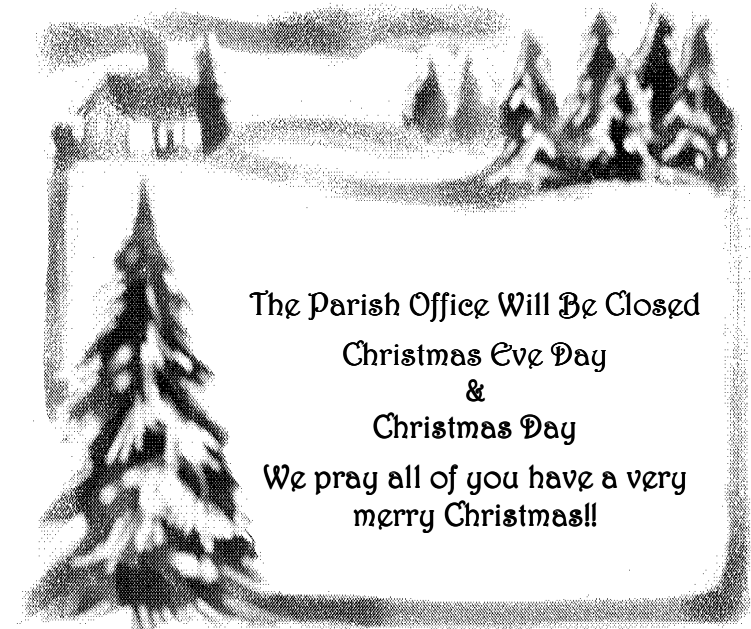 The Parish Office Will Be Closed
Christmas Eve Day
&
Christmas Day
We pray all of you have a very
merry Christmas!!